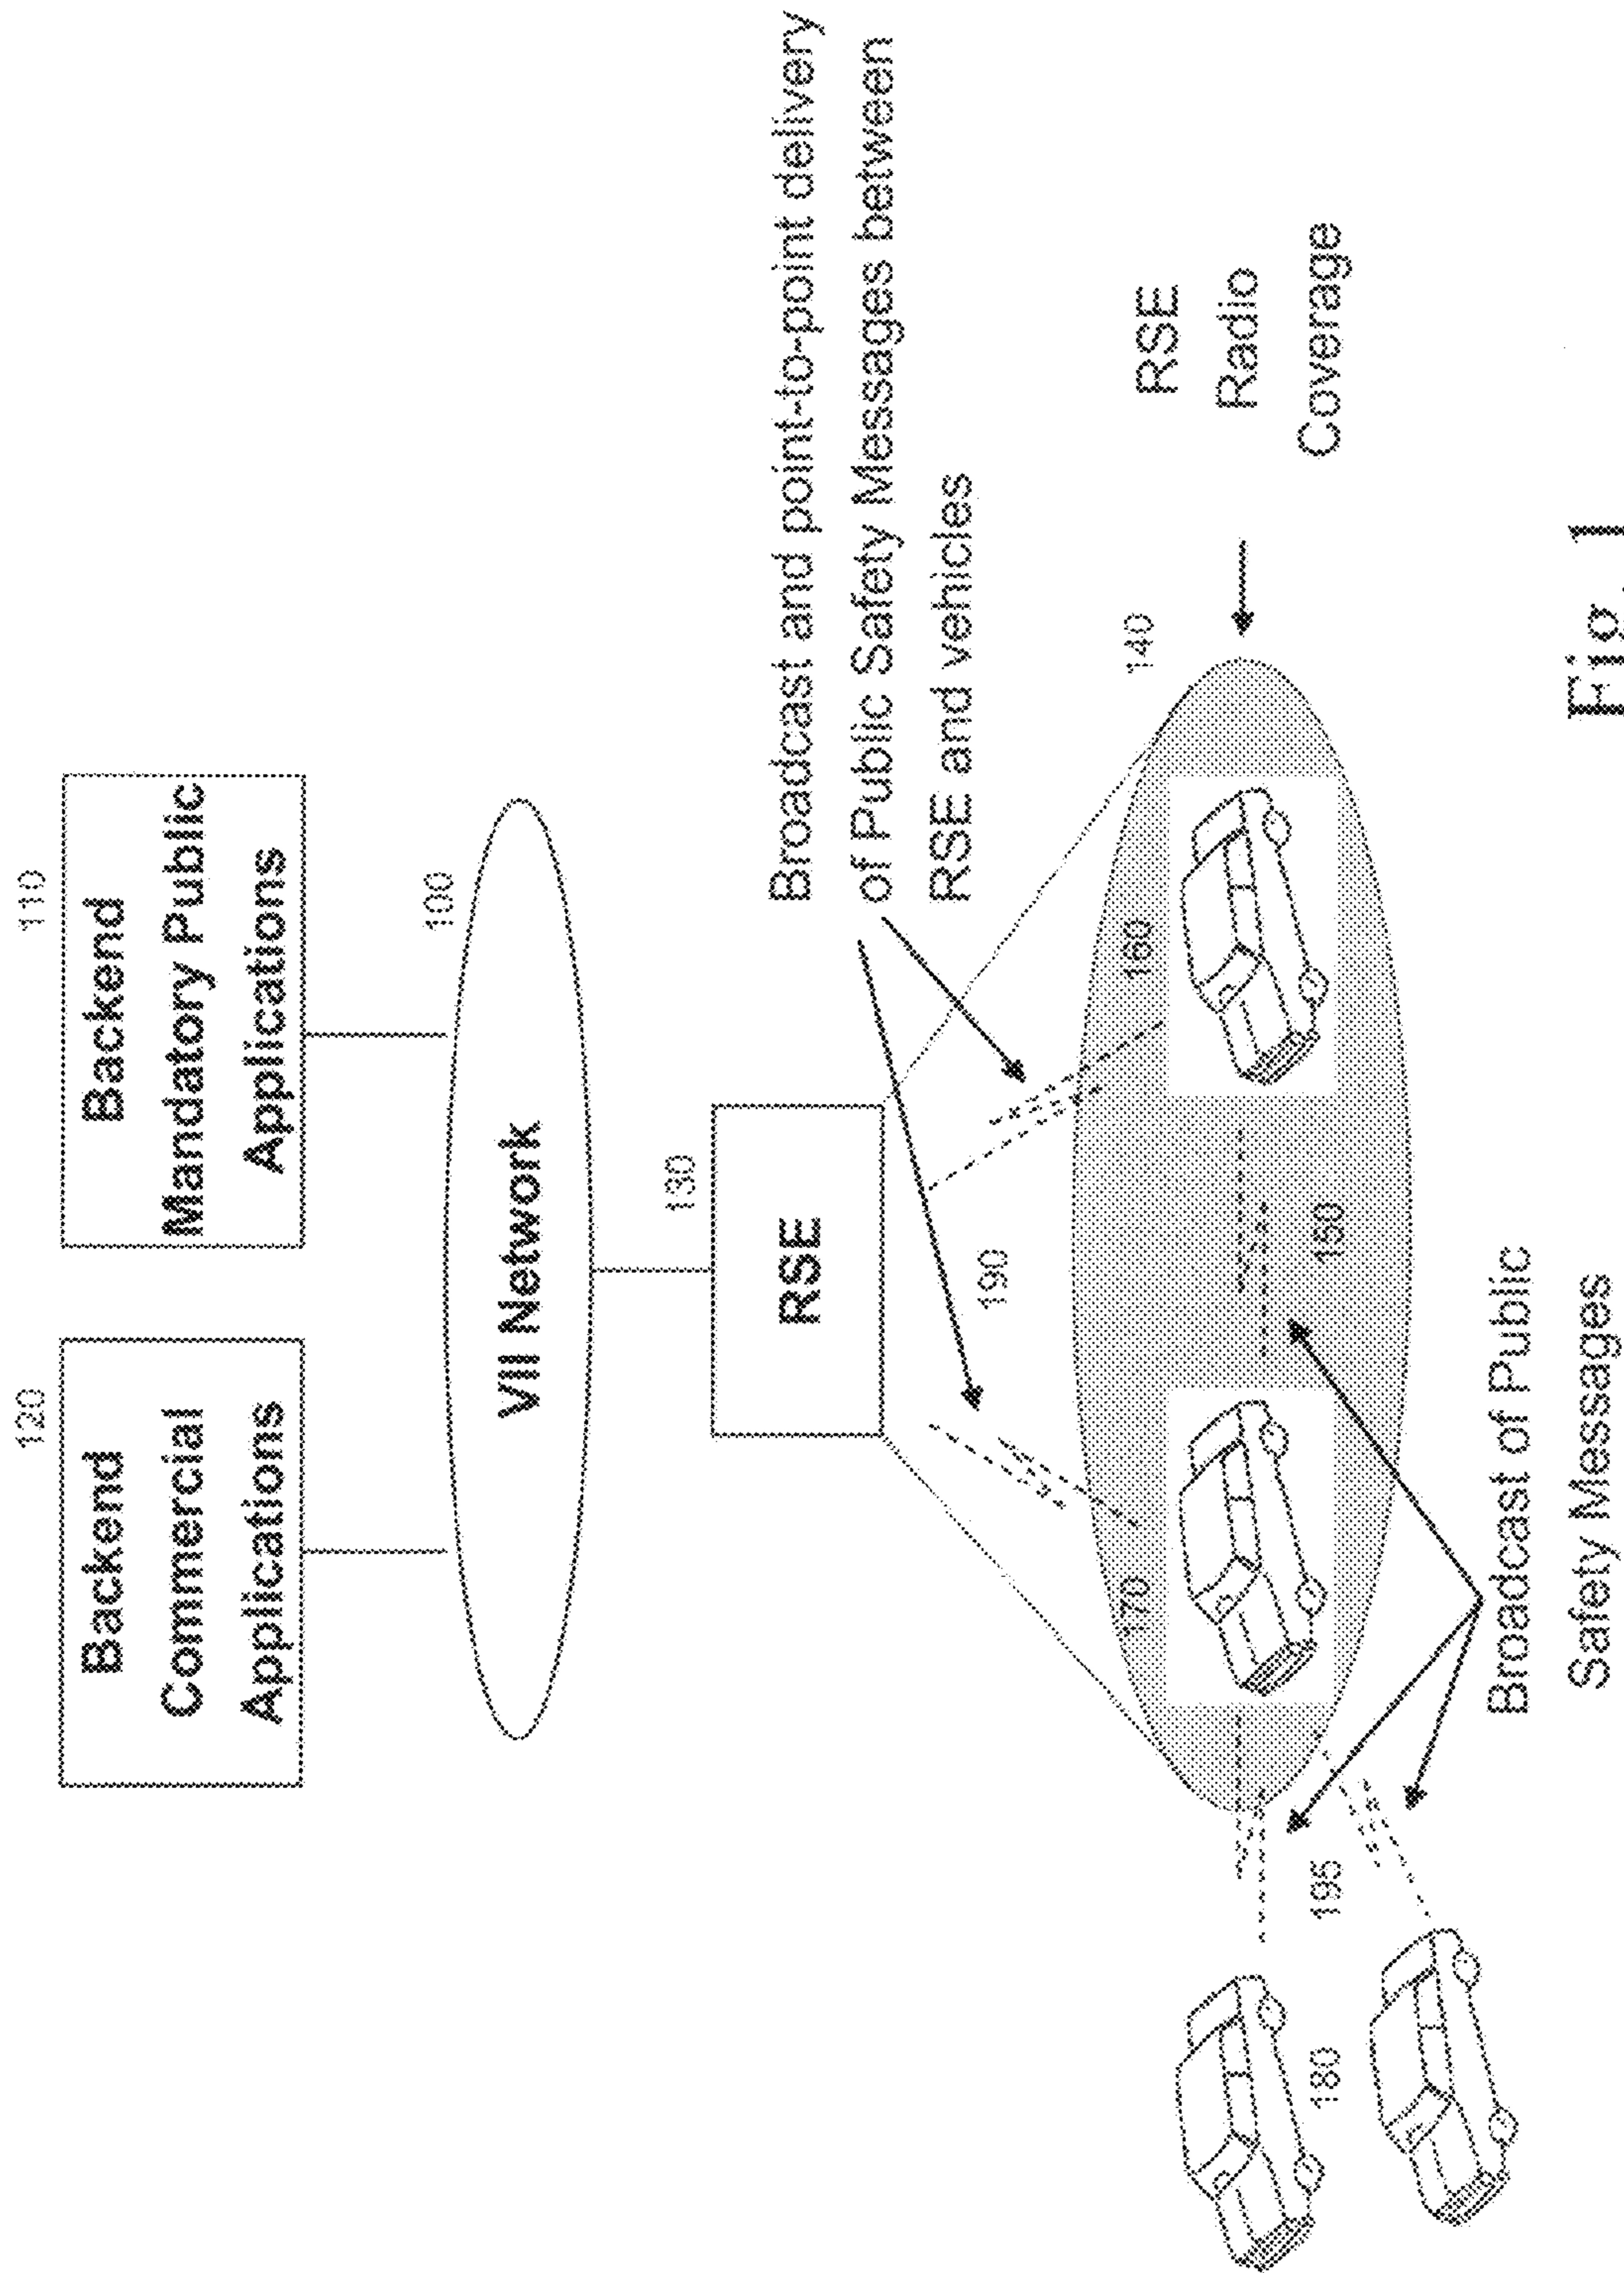 120
Backend
Commercial
Applications
110
Backend
Mandatory Public
Applications
100
VII Network
130
RSE
Broadcast and point-to-point delivery
of Public Safety Messages between
RSE and vehicles
190
140
RSE
Radio
Coverage
170
160
150
195
180
Broadcast of Public
Safety Messages
Fig. 1